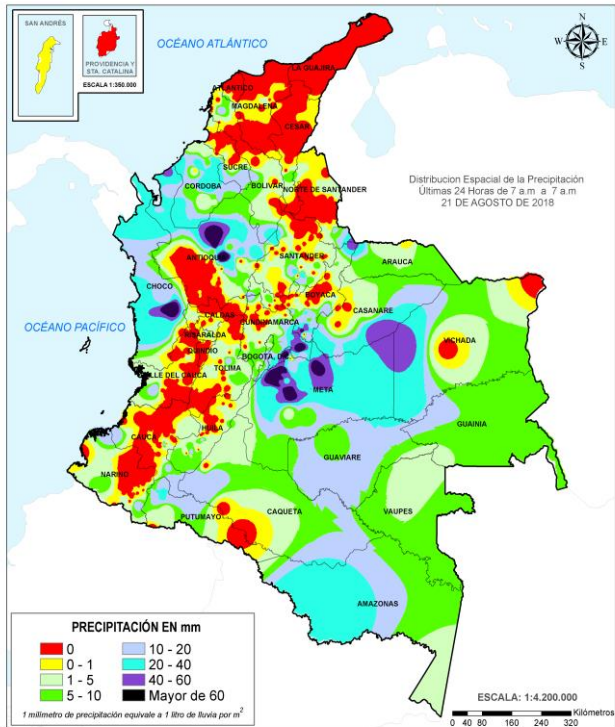 SAN ANDRÉS
PROVIDENCIA Y
STA. CATALINA
ESCALA 1:350.000
OCÉANO ATLÁNTICO
N
W
E
S
LA GUAJIRA
ATLÁNTICO
MAGDALENA
CESAR
SUCRE
CORDOBA
BOLIVAR
NORTE DE SANTANDER
Distribucion Espacial de la Precipitación
Últimas 24 Horas de 7 a.m a 7 a.m
21 DE AGOSTO DE 2018
ANTIOQUIA
SANTANDER
ARAUCA
CHOCO
BOYACA
CASANARE
OCÉANO PACÍFICO
CALDAS
CUNDINAMARCA
RISARALDA
VICHADA
QUINDIO
BOGOTA, D.C.
VALLE DEL CAUCA
TOLIMA
META
GUAINIA
CAUCA
HUILA
GUAVIARE
NARIÑO
PUTUMAYO
CAQUETA
VAUPES
AMAZONAS
PRECIPITACIÓN EN mm
0
10 - 20
0 - 1
20 - 40
1 - 5
40 - 60
5 - 10
Mayor de 60
1 milimetro de precipitación equivale a 1 litro de lluvia por m²
ESCALA: 1:4.200.000
Kilómetros
0 40 80 160 240 320